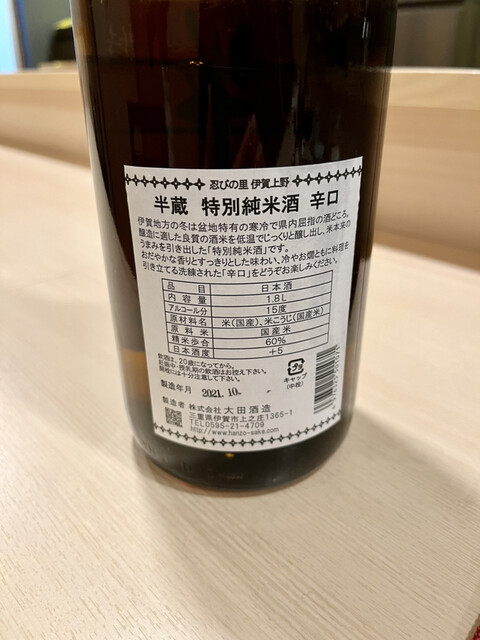 忍びの里 伊賀上野
半蔵 特別純米酒 辛口
伊賀地方の冬は盆地特有の寒冷で県内屈指の酒どころ。
醸造に適した良質の酒米を低温でじっくりと醸し出し、米本来の
うまみを引き出した「特別純米酒」です。
おだやかな香りとすっきりとした味わい、冷やお燗ともに料理を
引き立てる洗練された「辛口」をどうぞお楽しみください。
品目 日本酒
内容量 1.8L
アルコール分 15度
原材料名 米(国産)、米こうじ(国産米)
原料米 国産米
精米歩合 60%
日本酒度 +5
飲酒は、20歳になってから。
妊娠中・授乳期の飲酒はお控え下さい。
開栓には十分注意して下さい。
キャップ
(中栓)
製造年月 2021.10.
製造者 株式会社 大田酒造
三重県伊賀市上之庄1365-1
TEL0595-21-4709
http://www.hanzo-sake.com/